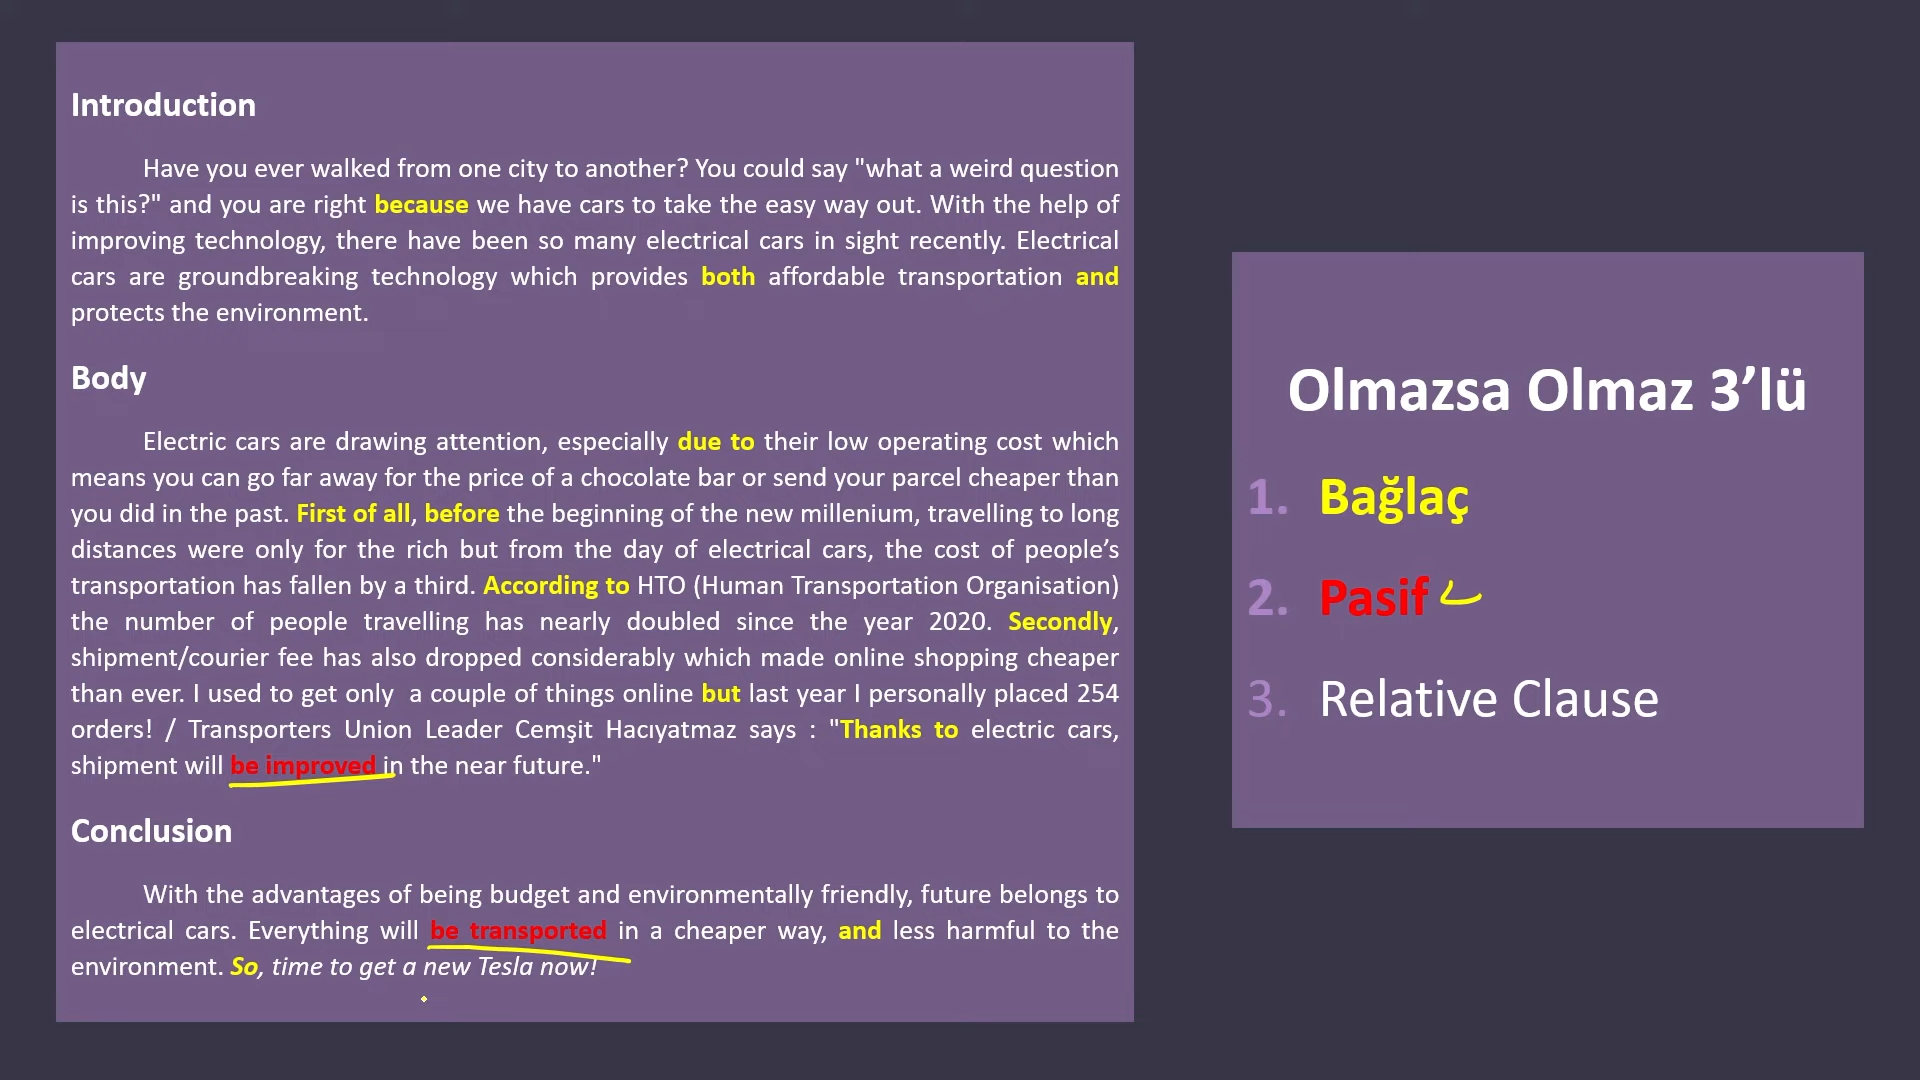 Introduction
Have you ever walked from one city to another? You could say "what a weird question
is this?" and you are right because we have cars to take the easy way out. With the help of
improving technology, there have been so many electrical cars in sight recently. Electrical
cars are groundbreaking technology which provides both affordable transportation and
protects the environment.
Body
Electric cars are drawing attention, especially due to their low operating cost which
means you can go far away for the price of a chocolate bar or send your parcel cheaper than
you did in the past. First of all, before the beginning of the new millenium, travelling to long
distances were only for the rich but from the day of electrical cars, the cost of people’s
transportation has fallen by a third. According to HTO (Human Transportation Organisation)
the number of people travelling has nearly doubled since the year 2020. Secondly,
shipment/courier fee has also dropped considerably which made online shopping cheaper
than ever. I used to get only a couple of things online but last year I personally placed 254
orders! / Transporters Union Leader Cemşit Hacıyatmaz says : "Thanks to electric cars,
shipment will be improved in the near future."
Conclusion
With the advantages of being budget and environmentally friendly, future belongs to
electrical cars. Everything will be transported in a cheaper way, and less harmful to the
environment. So, time to get a new Tesla now!
Olmazsa Olmaz 3’lü
1. Bağlaç
2. Pasif
3. Relative Clause